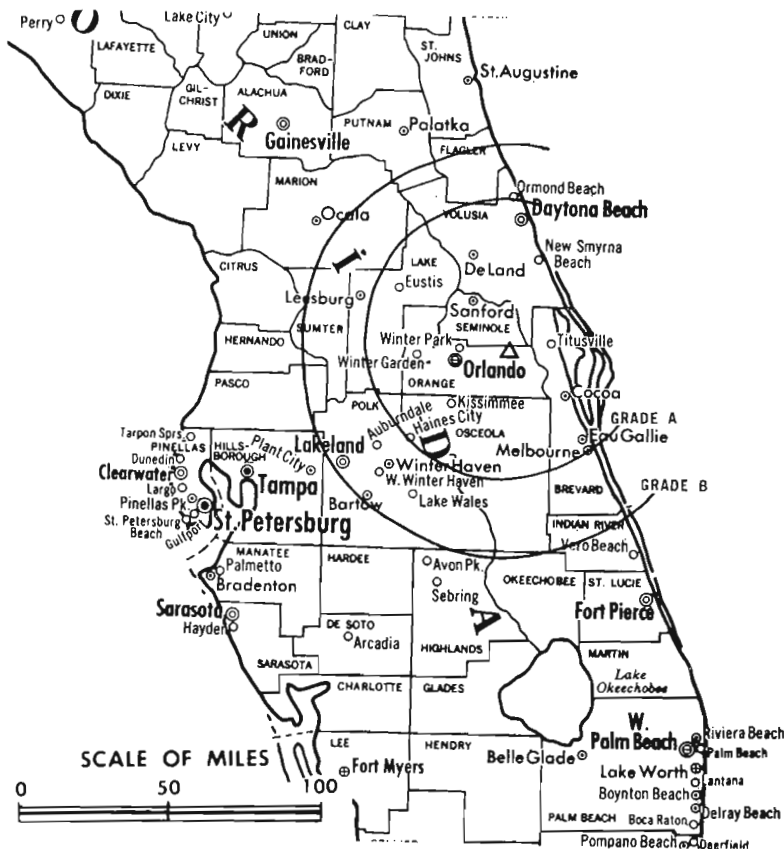 Perry
O
Lake City
LAFAYETTE
UNION
CLAY
ST. JOHNS
BRAD-
FORD
St. Augustine
DIXIE
GIL-
CHRIST
ALACHUA
R
Gainesville
PUTNAM
Palatka
FLAGLER
LEVY
MARION
Ormond Beach
Daytona Beach
Ocala
VOLUSIA
I
CITRUS
LAKE
DeLand
New Smyrna
Beach
Eustis
Leesburg
Sanford
SEMINOLE
SUMTER
HERNANDO
Winter Park
Titusville
Winter Garden
Orlando
PASCO
ORANGE
Cocoa
POLK
Kissimmee
Auburndale
Haines City
D
OSCEOLA
GRADE A
Eau Gallie
Melbourne
Tarpon Sprs.
PINELLAS
HILLS-
BOROUGH
Plant City
Lakeland
Dunedin
Clearwater
Tampa
Winter Haven
W. Winter Haven
Largo
Bartow
Lake Wales
BREVARD
GRADE B
Pinellas Pk.
St. Petersburg
St. Petersburg
Beach
Gulfport
INDIAN RIVER
Vero Beach
MANATEE
Palmetto
HARDEE
Avon Pk.
OKEECHOBEE
ST. LUCIE
Bradenton
Sebring
Fort Pierce
Sarasota
Hayden
DE SOTO
Arcadia
A
HIGHLANDS
MARTIN
SARASOTA
Lake
Okeechobee
CHARLOTTE
GLADES
W.
Palm Beach
Riviera Beach
Palm Beach
LEE
HENDRY
Belle Glade
SCALE OF MILES
Fort Myers
Lake Worth
Lantana
0 50 100
Boynton Beach
Delray Beach
PALM BEACH
Boca Raton
Pompano Beach
Deerfield